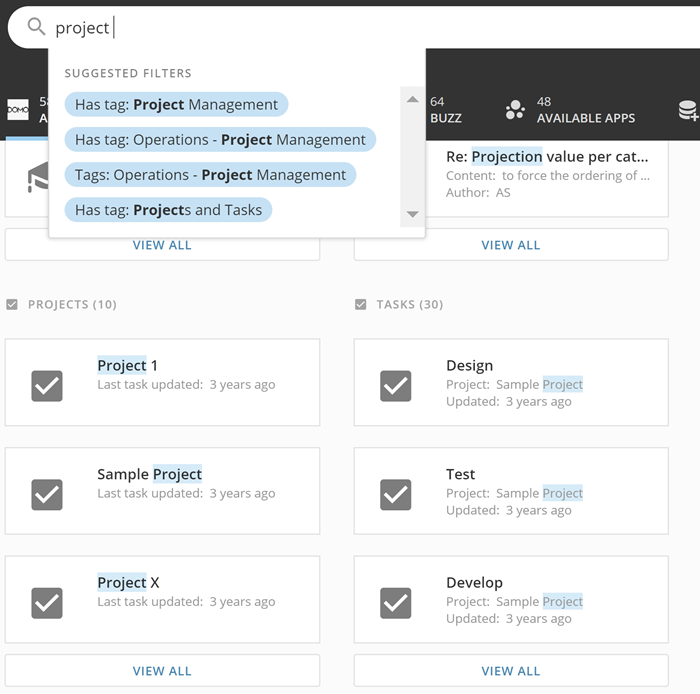 project
SUGGESTED FILTERS
Has tag: Project Management
Has tag: Operations - Project Management
Tags: Operations - Project Management
Has tag: Projects and Tasks
DOMO
64
BUZZ
48
AVAILABLE APPS
Re: Projection value per cat...
Content: to force the ordering of ...
Author: AS
VIEW ALL
VIEW ALL
PROJECTS (10)
TASKS (30)
Project 1
Last task updated: 3 years ago
Design
Project: Sample Project
Updated: 3 years ago
Sample Project
Last task updated: 3 years ago
Test
Project: Sample Project
Updated: 3 years ago
Project X
Last task updated: 3 years ago
Develop
Project: Sample Project
Updated: 3 years ago
VIEW ALL
VIEW ALL